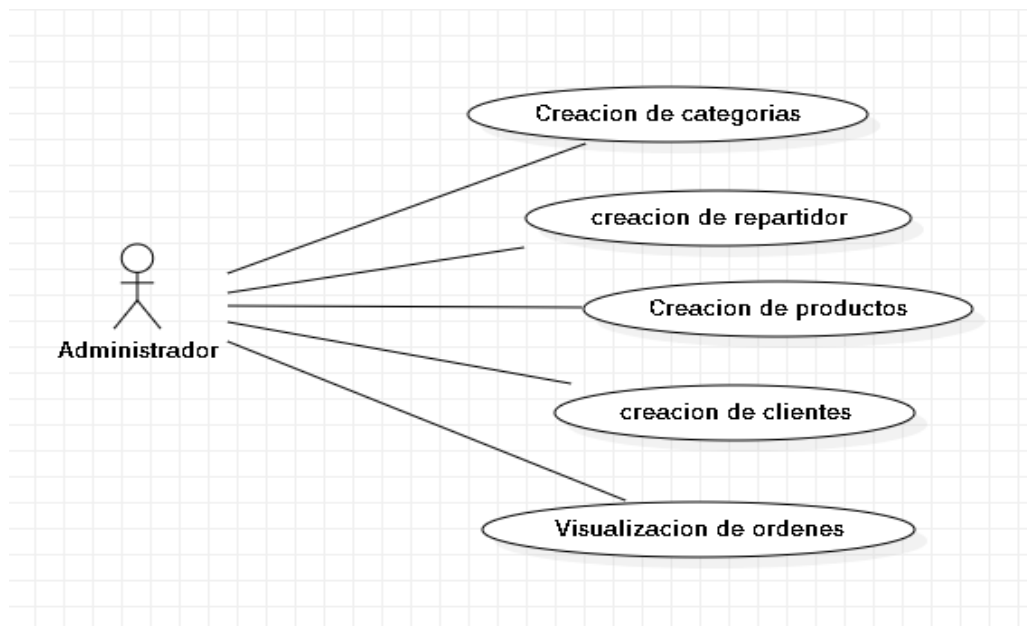 Creacion de categorias
creacion de repartidor
Creacion de productos
Administrador
creacion de clientes
Visualizacion de ordenes